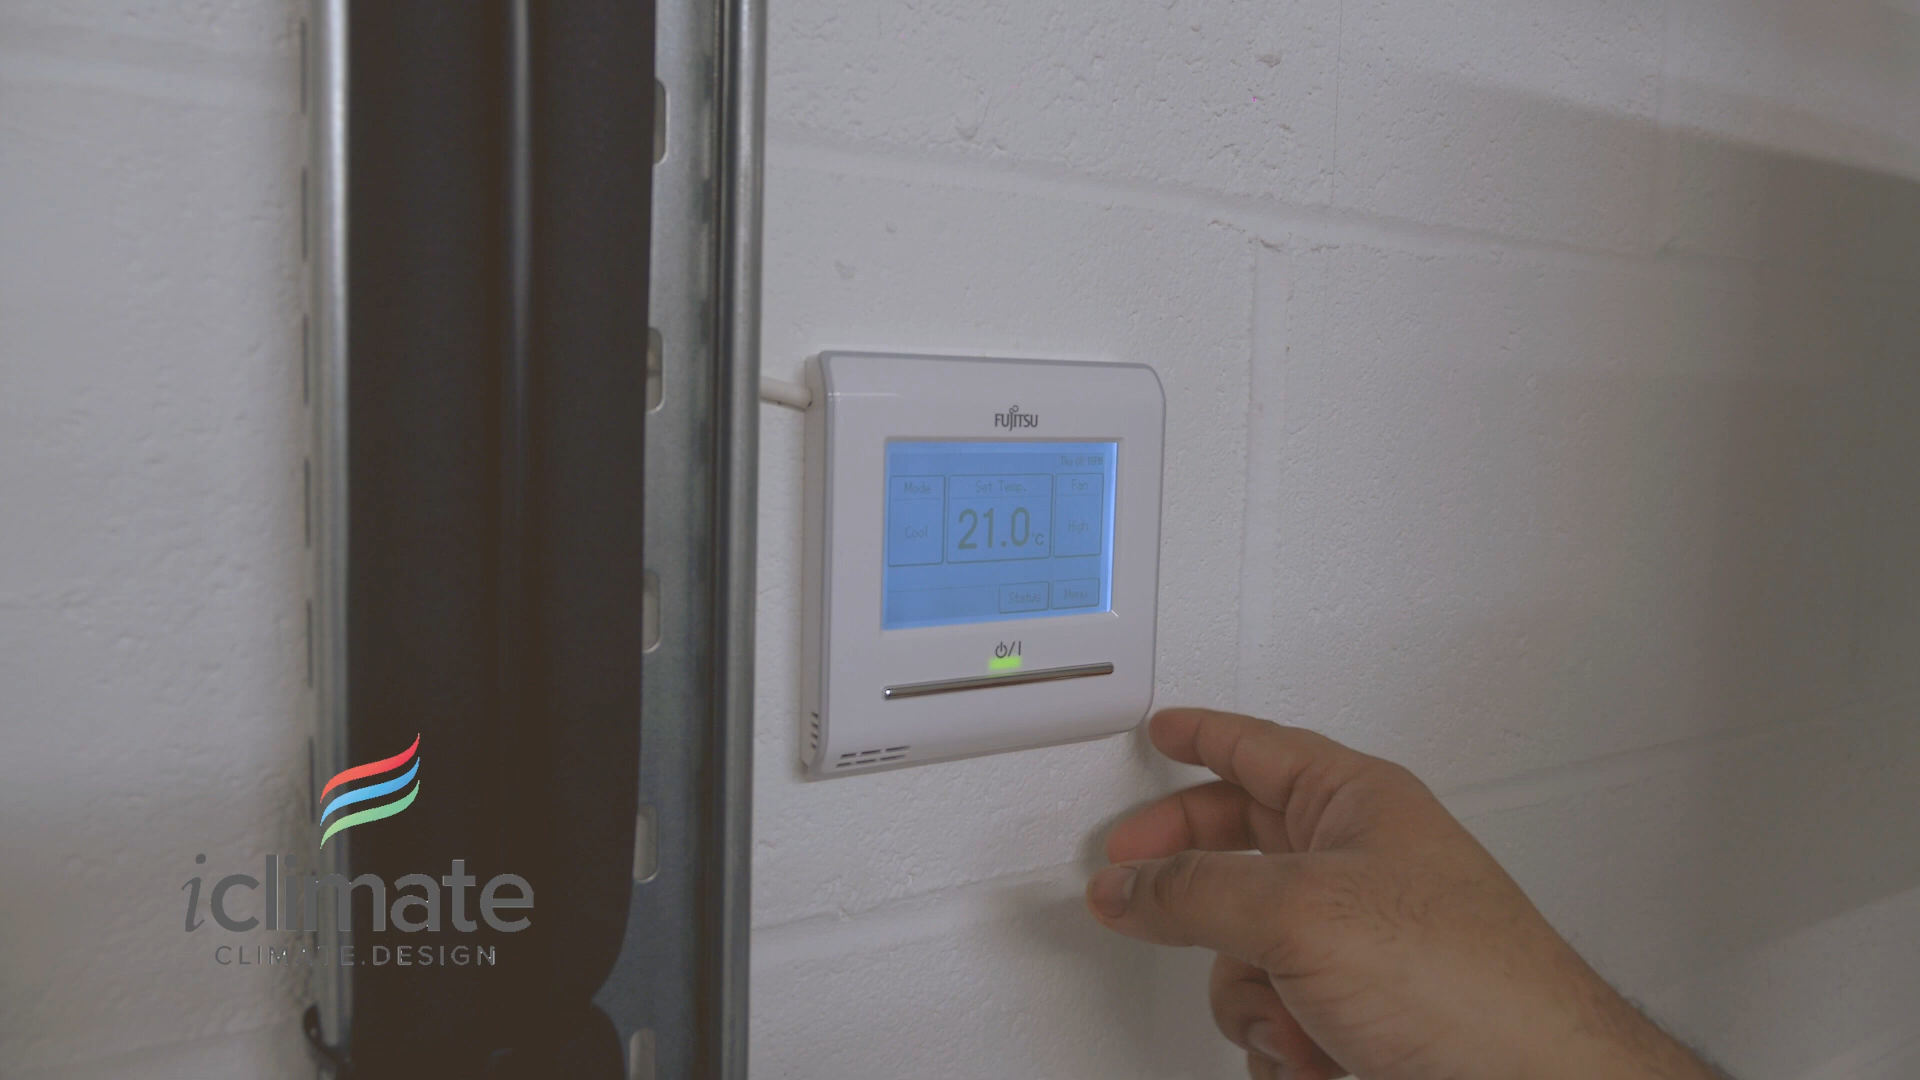 FUJITSU
Mode
Set Temp.
Fan
Cool
21.0°C
High
Status
Menu
iclimate
CLIMATE.DESIGN